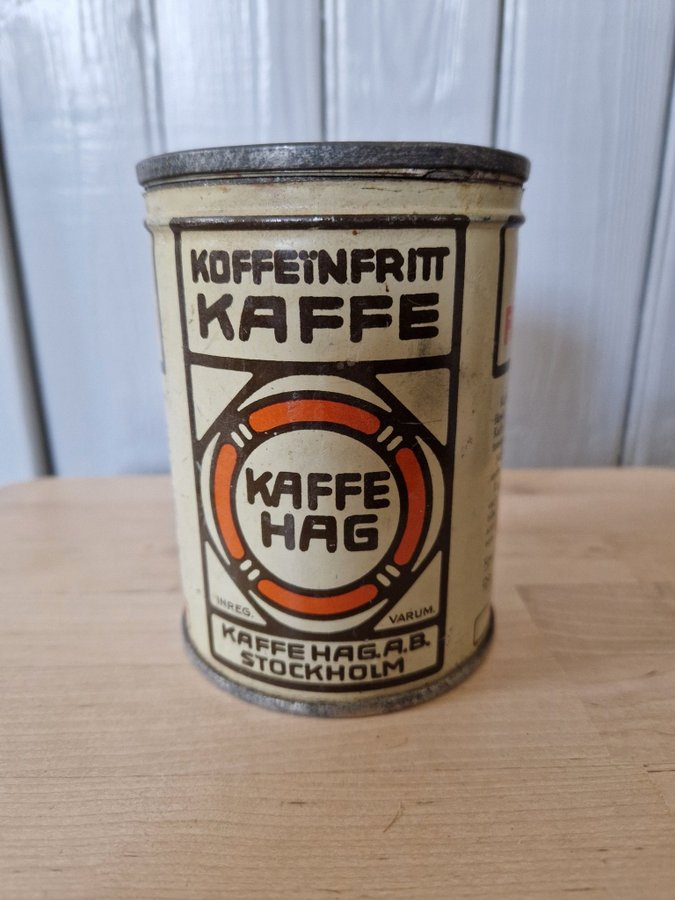 KOFFEÏNFRITT
KAFFE
KAFFE
HAG
INREG.
VARUM.
KAFFE HAG. A.B.
STOCKHOLM